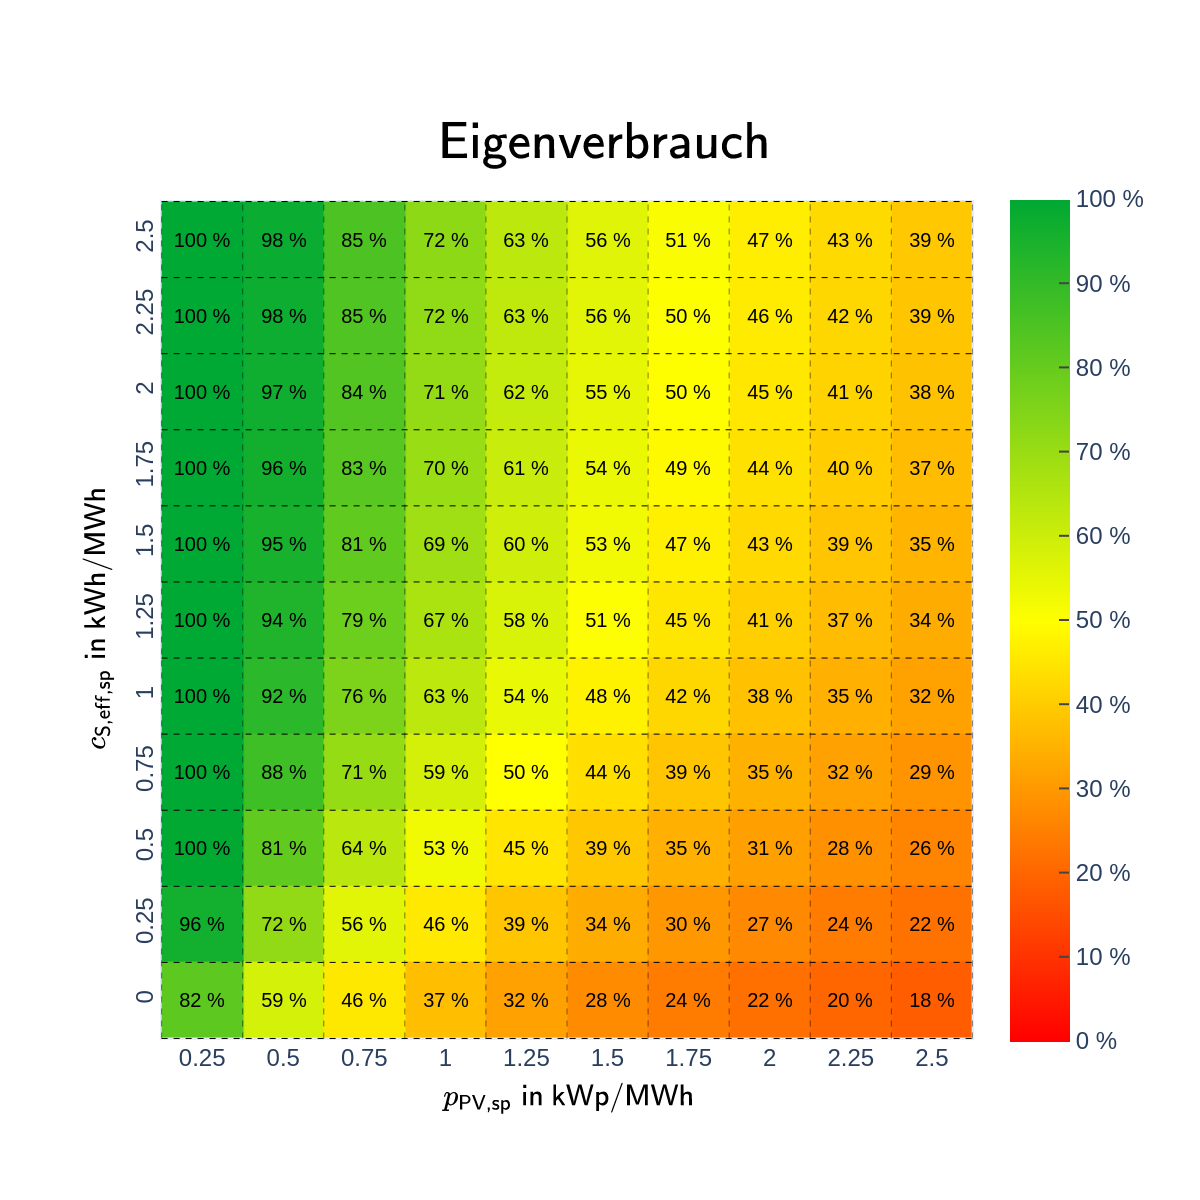 Eigenverbrauch
2.5 100 % 98 % 85 % 72 % 63 % 56 % 51 % 47 % 43 % 39 %
2.25 100 % 98 % 85 % 72 % 63 % 56 % 50 % 46 % 42 % 39 %
2 100 % 97 % 84 % 71 % 62 % 55 % 50 % 45 % 41 % 38 %
1.75 100 % 96 % 83 % 70 % 61 % 54 % 49 % 44 % 40 % 37 %
1.5 100 % 95 % 81 % 69 % 60 % 53 % 47 % 43 % 39 % 35 %
1.25 100 % 94 % 79 % 67 % 58 % 51 % 45 % 41 % 37 % 34 %
1 100 % 92 % 76 % 63 % 54 % 48 % 42 % 38 % 35 % 32 %
0.75 100 % 88 % 71 % 59 % 50 % 44 % 39 % 35 % 32 % 29 %
0.5 100 % 81 % 64 % 53 % 45 % 39 % 35 % 31 % 28 % 26 %
0.25 96 % 72 % 56 % 46 % 39 % 34 % 30 % 27 % 24 % 22 %
0 82 % 59 % 46 % 37 % 32 % 28 % 24 % 22 % 20 % 18 %
0.25 0.5 0.75 1 1.25 1.5 1.75 2 2.25 2.5
pPV,sp in kWp/MWh
cS,eff,sp in kWh/MWh
100 %
90 %
80 %
70 %
60 %
50 %
40 %
30 %
20 %
10 %
0 %